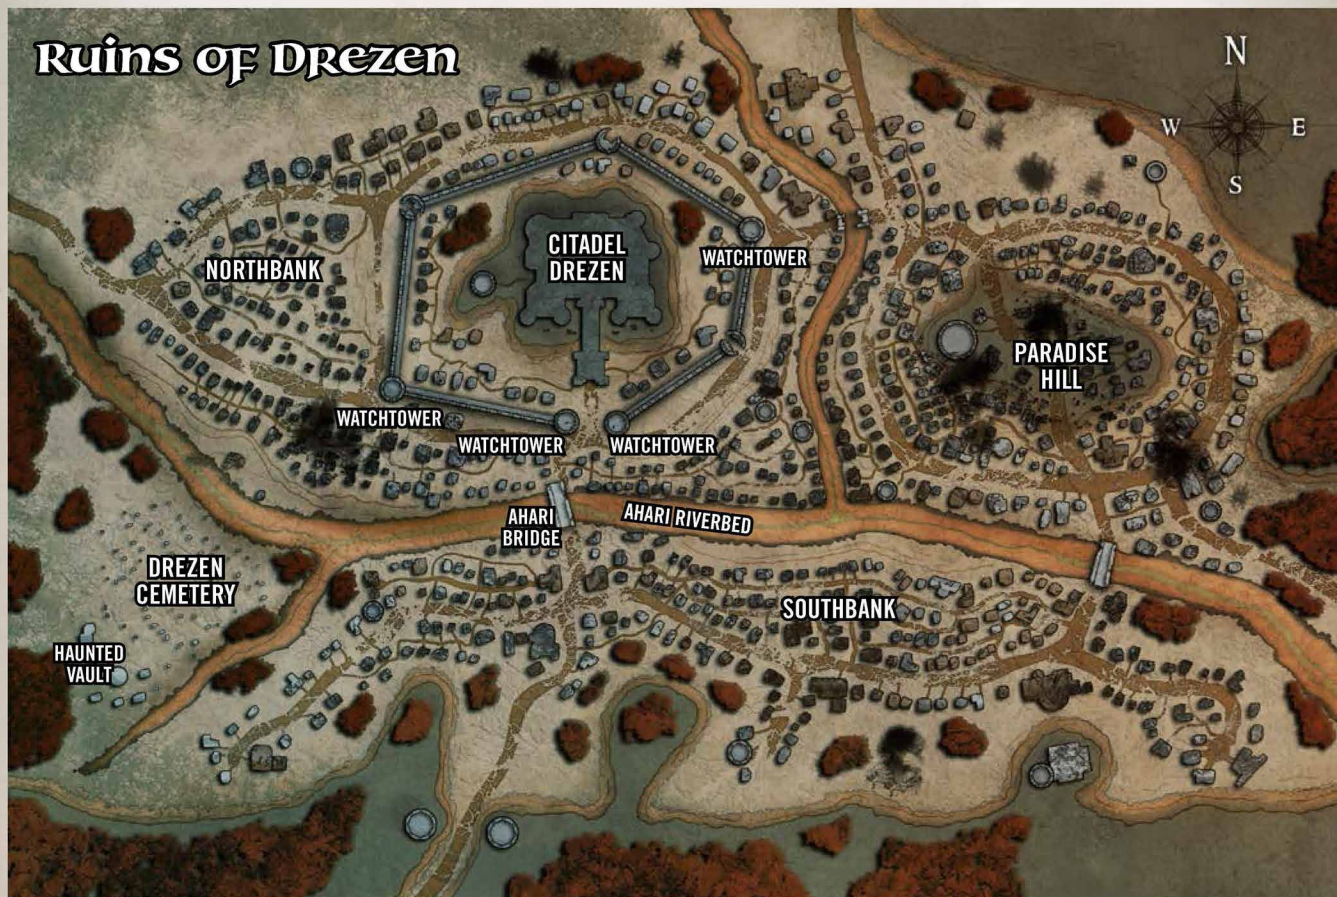 Ruins of Drezen
N
W E
S
CITADEL
DREZEN
WATCHTOWER
NORTHBANK
PARADISE
HILL
WATCHTOWER
WATCHTOWER
WATCHTOWER
AHARI
BRIDGE
AHARI RIVERBED
DREZEN
CEMETERY
SOUTHBANK
HAUNTED
VAULT